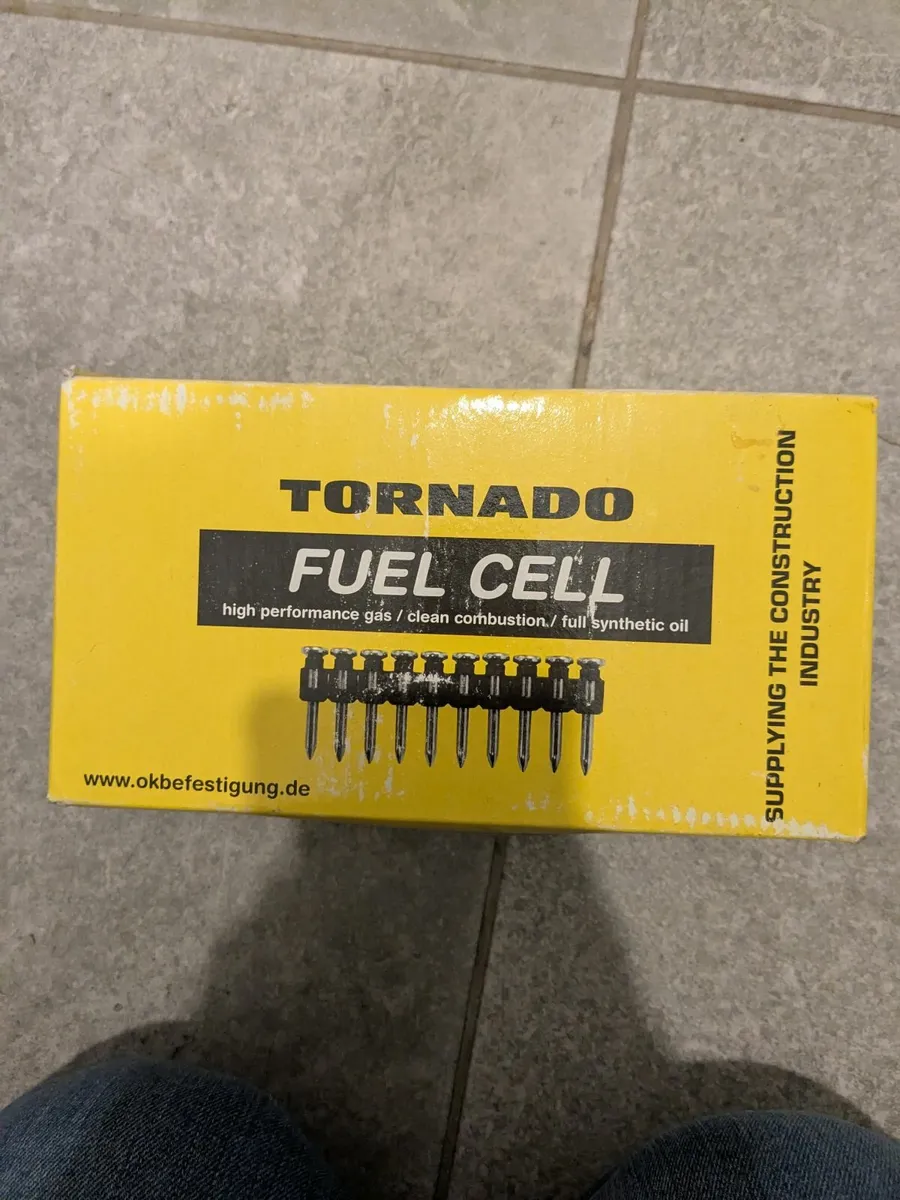 TORNADO
FUEL CELL
high performance gas / clean combustion / full synthetic oil
www.okbefestigung.de
SUPPLYING THE CONSTRUCTION
INDUSTRY